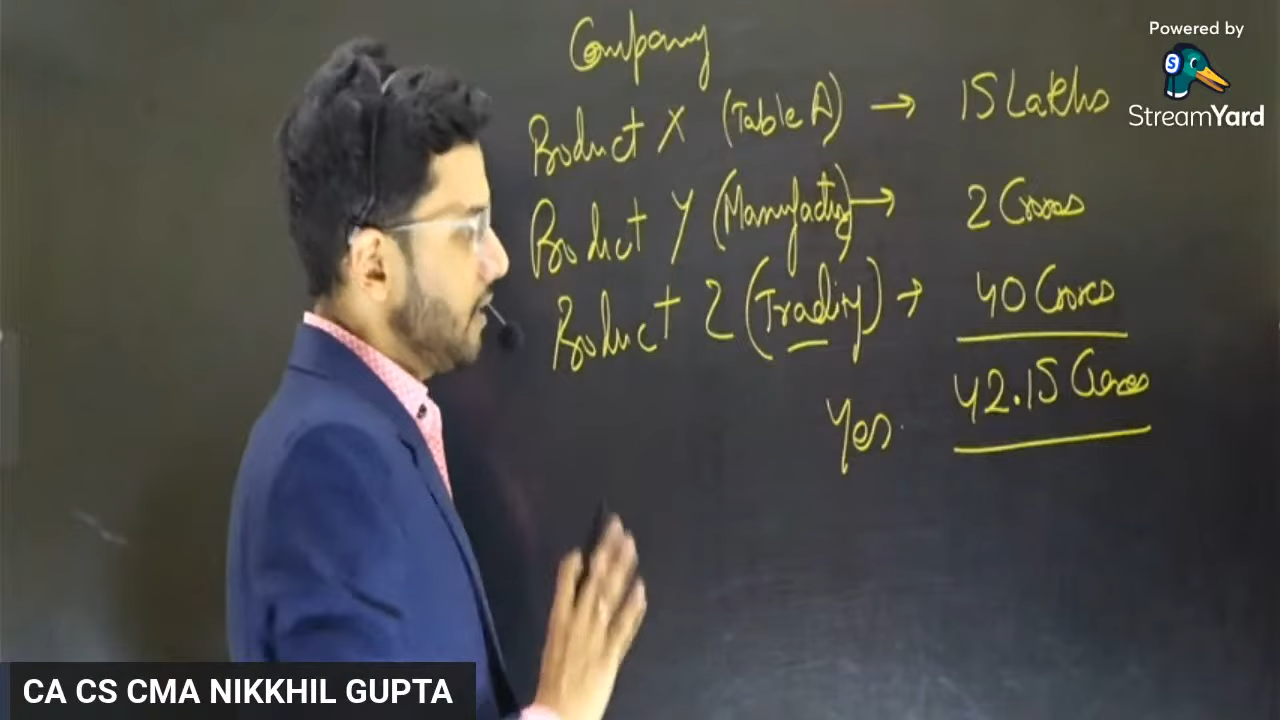 Powered by
StreamYard
Company
Product X (Table A) → 15 Lakhs
Product Y (Manufacturing) → 2 Crores
Product Z (Trading) → 40 Crores
Yes. 42.15 Crores
CA CS CMA NIKKHIL GUPTA